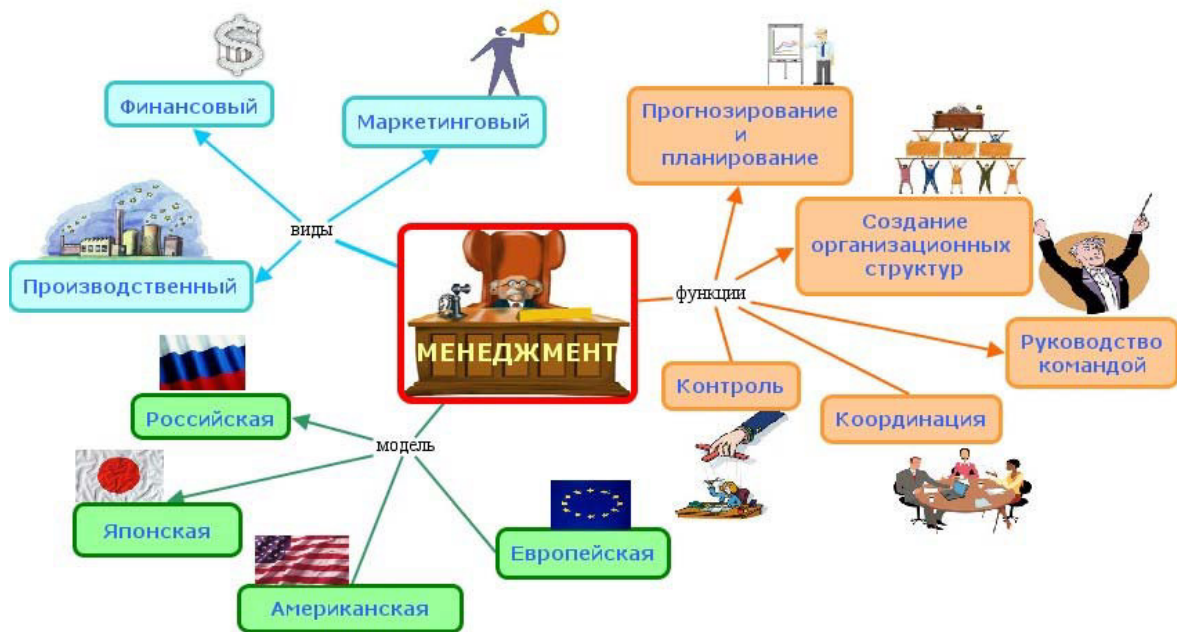 Финансовый
Маркетинговый
Производственный
виды
МЕНЕДЖМЕНТ
функции
Прогнозирование
и
планирование
Создание
организационных
структур
Руководство
командой
Координация
Контроль
модель
Российская
Японская
Американская
Европейская